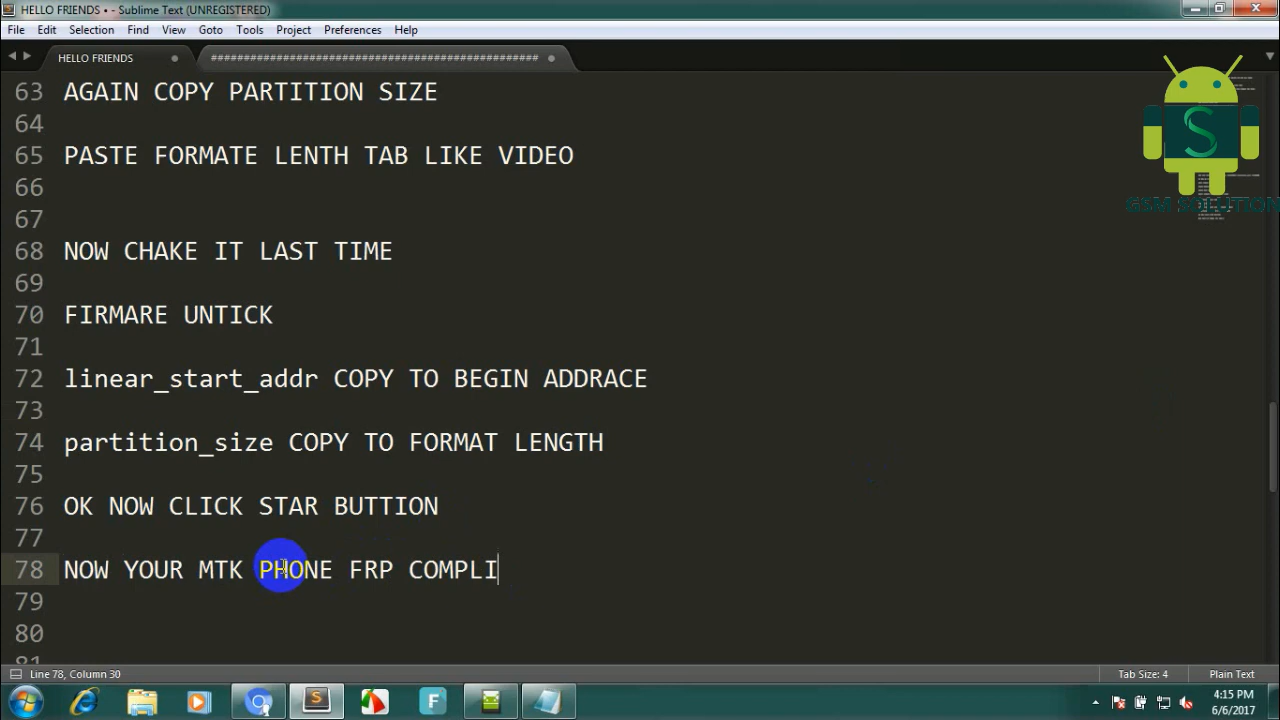 HELLO FRIENDS • - Sublime Text (UNREGISTERED)
File Edit Selection Find View Goto Tools Project Preferences Help
HELLO FRIENDS
################################################
63 AGAIN COPY PARTITION SIZE
64
65 PASTE FORMATE LENTH TAB LIKE VIDEO
66
67
68 NOW CHAKE IT LAST TIME
69
70 FIRMARE UNTICK
71
72 linear_start_addr COPY TO BEGIN ADDRACE
73
74 partition_size COPY TO FORMAT LENGTH
75
76 OK NOW CLICK STAR BUTTION
77
78 NOW YOUR MTK PHONE FRP COMPLI
79
80
81
S
GSM SOLUTION
Line 78, Column 30
Tab Size: 4
Plain Text
4:15 PM
6/6/2017